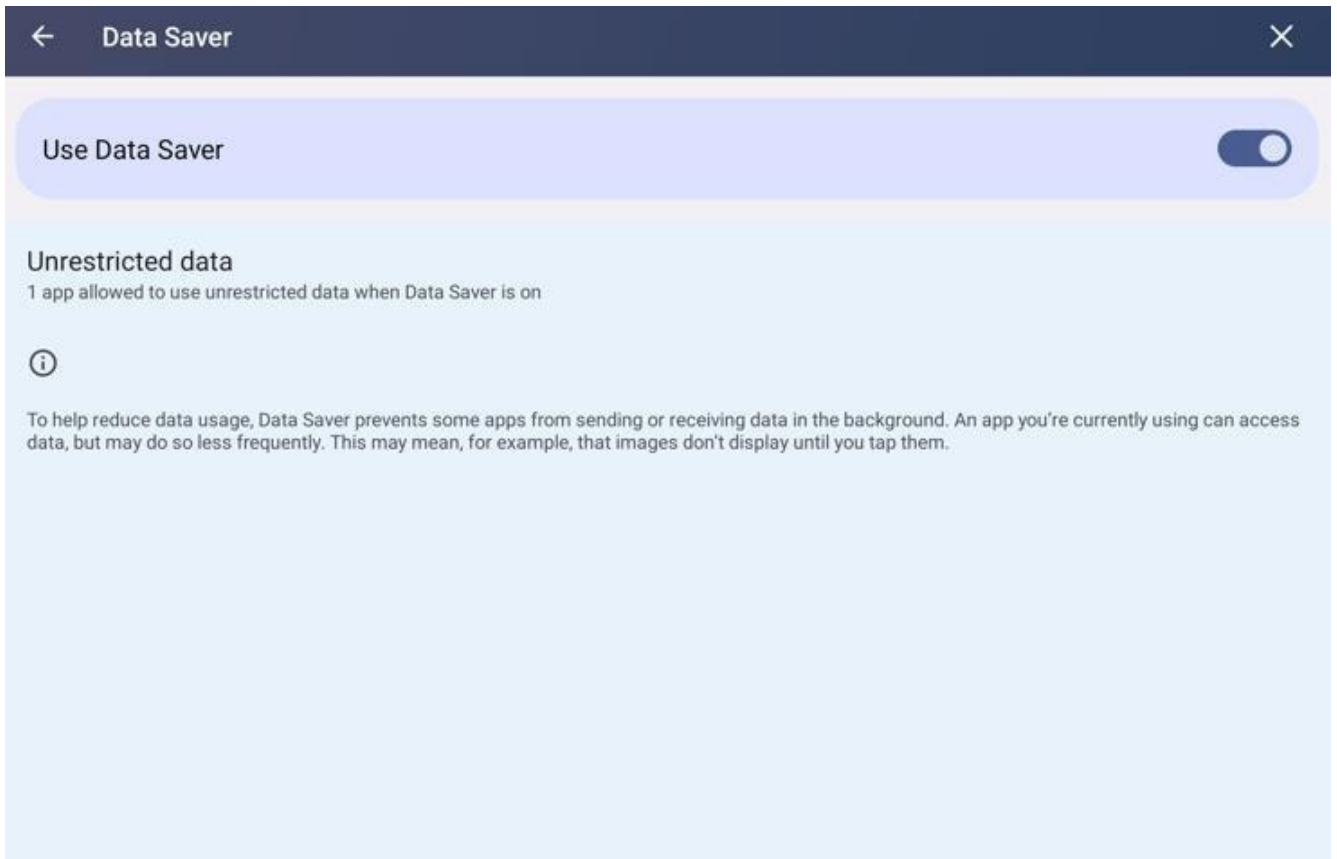 Data Saver
Use Data Saver
Unrestricted data
1 app allowed to use unrestricted data when Data Saver is on
To help reduce data usage, Data Saver prevents some apps from sending or receiving data in the background. An app you're currently using can access
data, but may do so less frequently. This may mean, for example, that images don't display until you tap them.